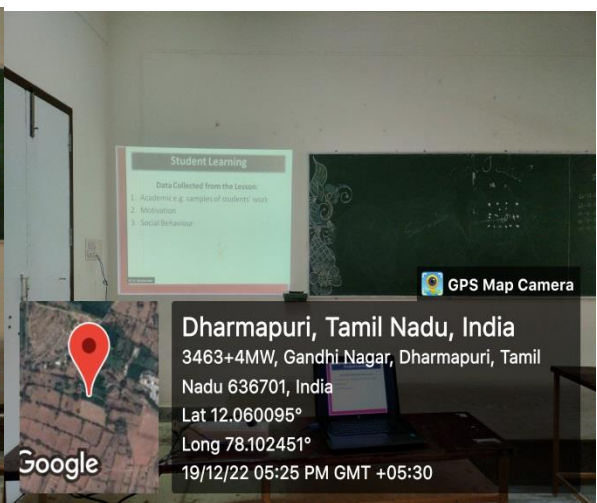 Student Learning
Data Collected from the Lesson:
1. Academic e.g. samples of students' work
2. Motivation
3. Social Behaviour
GPS Map Camera
Dharmapuri, Tamil Nadu, India
3463+4MW, Gandhi Nagar, Dharmapuri, Tamil
Nadu 636701, India
Lat 12.060095°
Long 78.102451°
19/12/22 05:25 PM GMT +05:30
Google